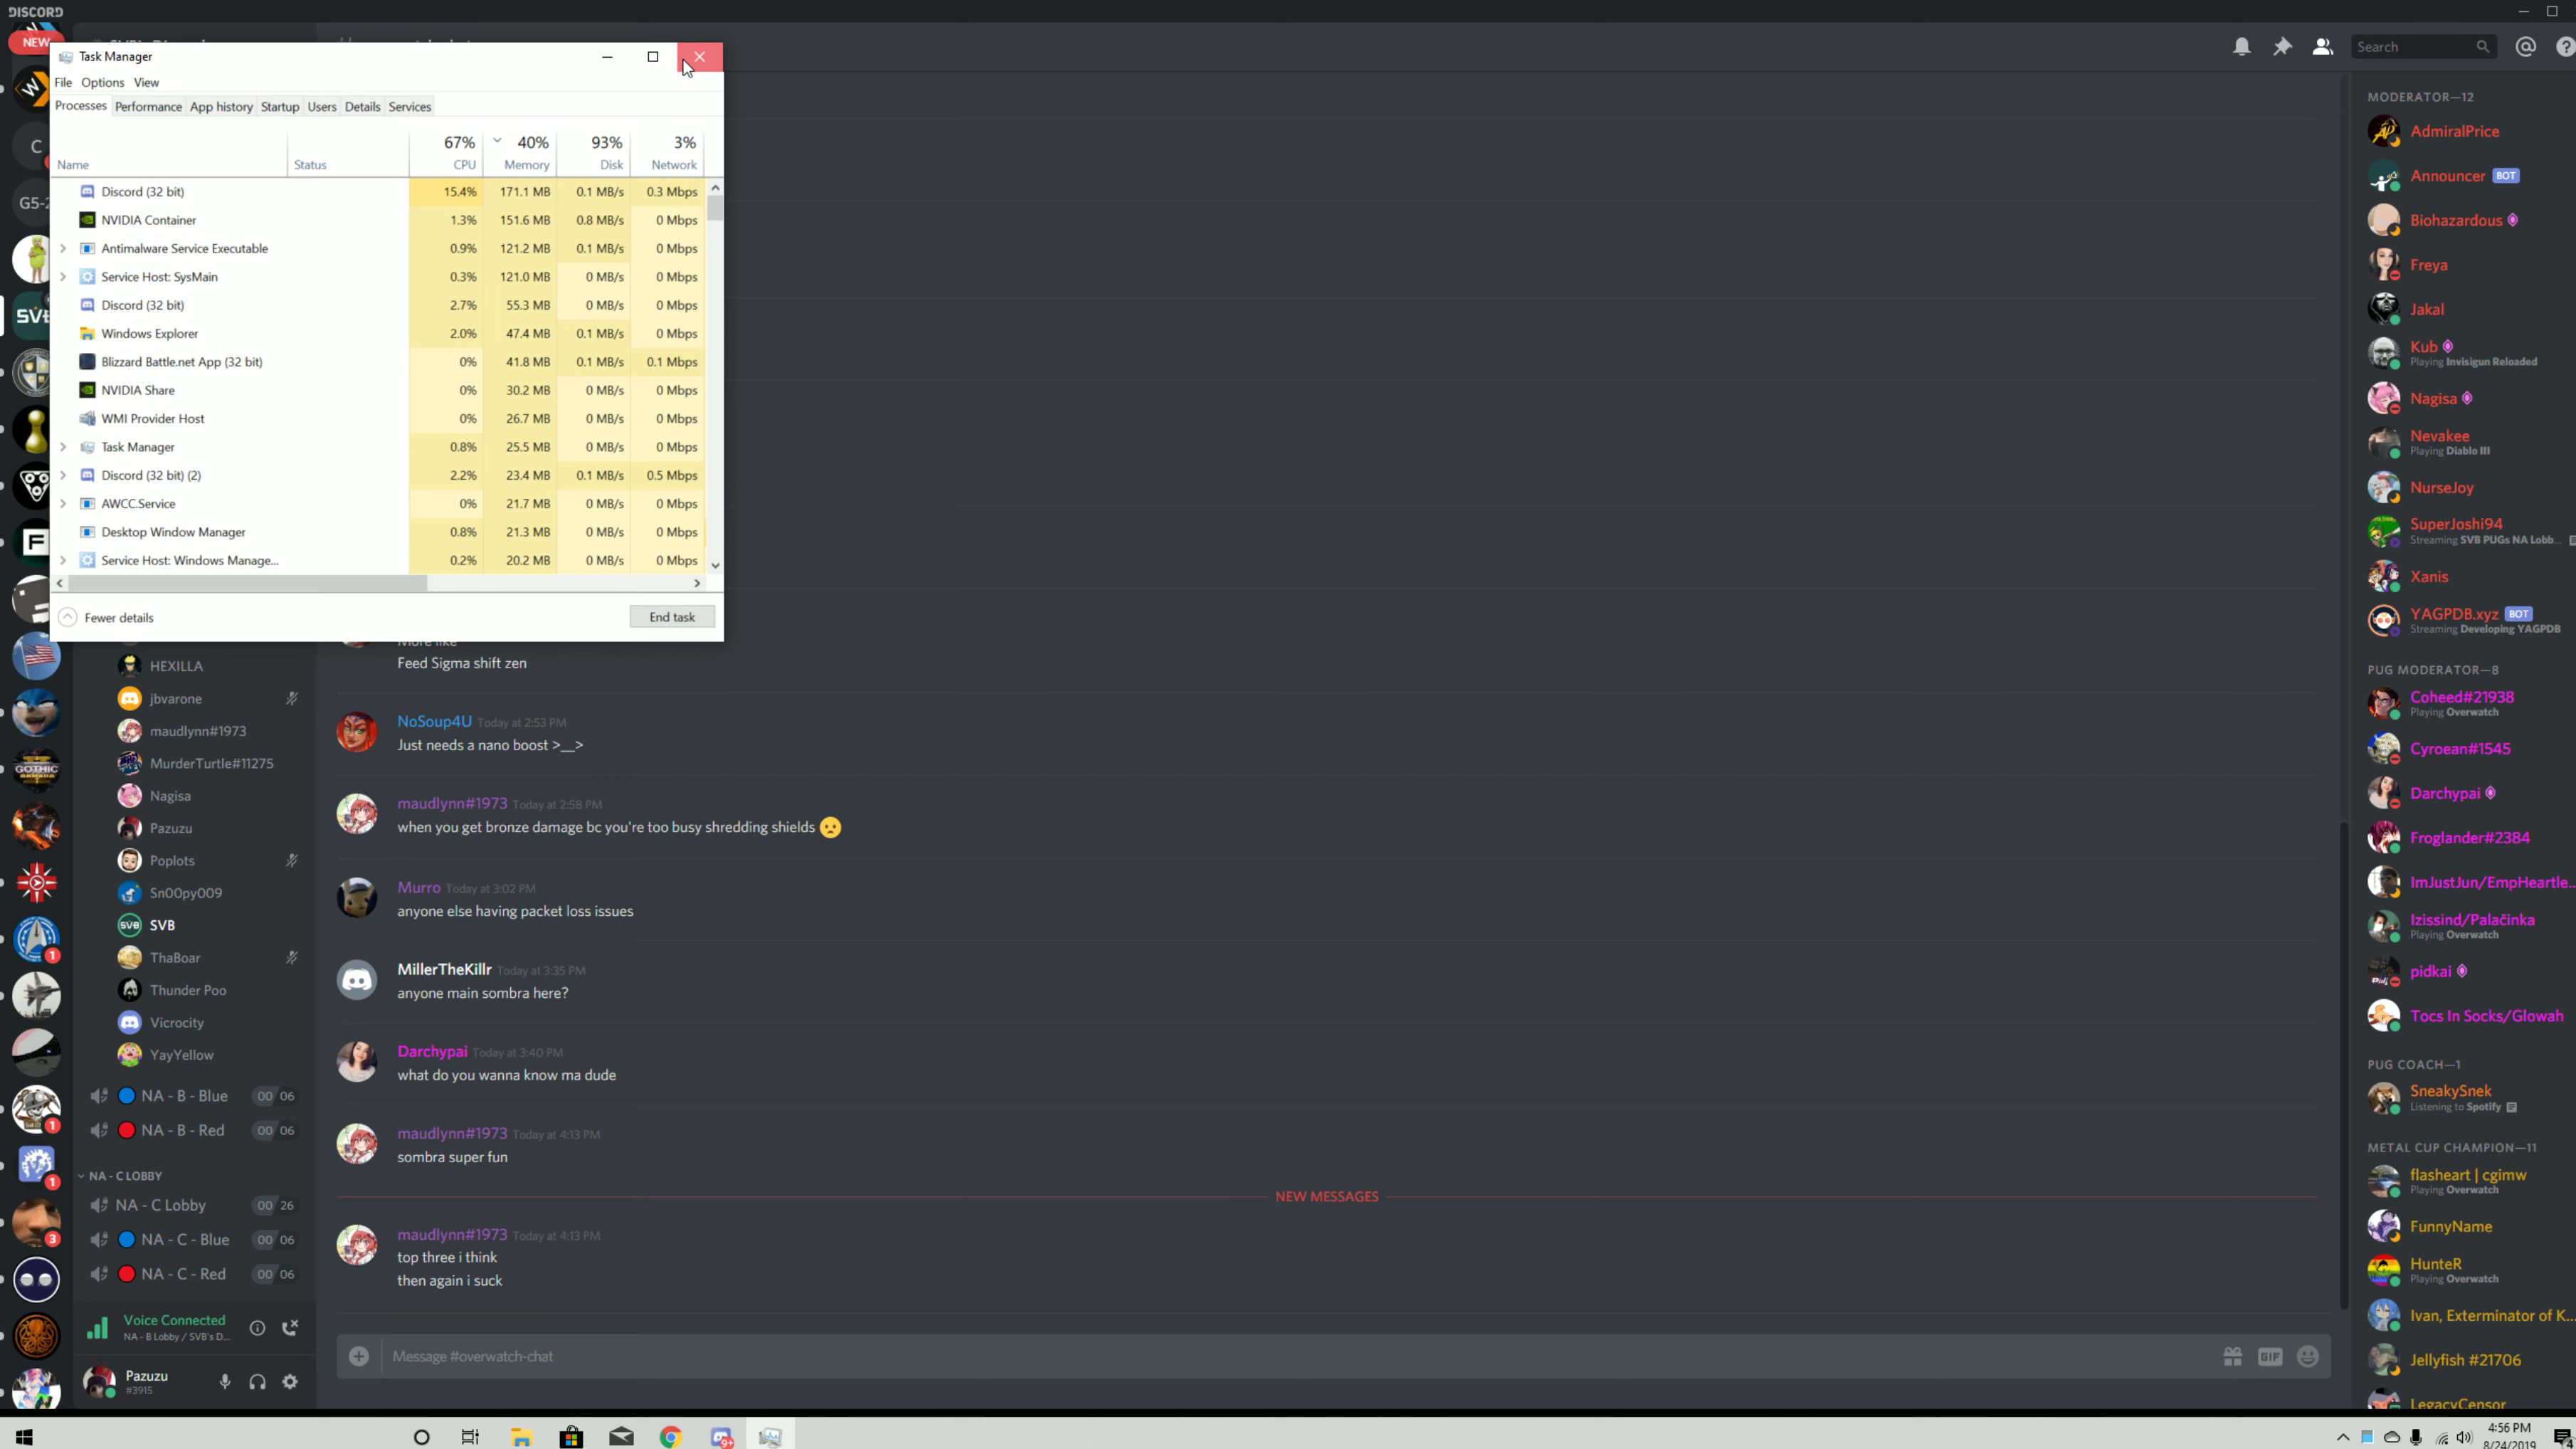 DISCORD
NEW
Search
Task Manager
File Options View
Processes Performance App history Startup Users Details Services
67% 40% 93% 3%
Name Status CPU Memory Disk Network
Discord (32 bit) 15.4% 171.1 MB 0.1 MB/s 0.3 Mbps
NVIDIA Container 1.3% 151.6 MB 0.8 MB/s 0 Mbps
Antimalware Service Executable 0.9% 121.2 MB 0.1 MB/s 0 Mbps
Service Host: SysMain 0.3% 121.0 MB 0 MB/s 0 Mbps
Discord (32 bit) 2.7% 55.3 MB 0 MB/s 0 Mbps
Windows Explorer 2.0% 47.4 MB 0.1 MB/s 0 Mbps
Blizzard Battle.net App (32 bit) 0% 41.8 MB 0.1 MB/s 0.1 Mbps
NVIDIA Share 0% 30.2 MB 0 MB/s 0 Mbps
WMI Provider Host 0% 26.7 MB 0 MB/s 0 Mbps
Task Manager 0.8% 25.5 MB 0 MB/s 0 Mbps
Discord (32 bit) (2) 2.2% 23.4 MB 0.1 MB/s 0.5 Mbps
AWCC.Service 0% 21.7 MB 0 MB/s 0 Mbps
Desktop Window Manager 0.8% 21.3 MB 0 MB/s 0 Mbps
Service Host: Windows Manage... 0.2% 20.2 MB 0 MB/s 0 Mbps
Fewer details End task
C
G5-2
SVB
F
GOTHIC
1
1
1
3
HEXILLA
jbvarone
maudlynn#1973
MurderTurtle#11275
Nagisa
Pazuzu
Poplots
Sn00py009
SVB SVB
ThaBoar
Thunder Poo
Vicrocity
YayYellow
NA - B - Blue 00 06
NA - B - Red 00 06
NA - C LOBBY
NA - C Lobby 00 26
NA - C - Blue 00 06
NA - C - Red 00 06
Voice Connected
NA - B Lobby / SVB's D...
Pazuzu
#3915
More like
Feed Sigma shift zen
NoSoup4U Today at 2:53 PM
Just needs a nano boost >__>
maudlynn#1973 Today at 2:58 PM
when you get bronze damage bc you're too busy shredding shields
Murro Today at 3:02 PM
anyone else having packet loss issues
MillerTheKillr Today at 3:35 PM
anyone main sombra here?
Darchypai Today at 3:40 PM
what do you wanna know ma dude
maudlynn#1973 Today at 4:13 PM
sombra super fun
NEW MESSAGES
maudlynn#1973 Today at 4:13 PM
top three i think
then again i suck
Message #overwatch-chat
GIF
MODERATOR—12
AdmiralPrice
Announcer BOT
Biohazardous
Freya
Jakal
Kub
Playing Invisigun Reloaded
Nagisa
Nevakee
Playing Diablo III
NurseJoy
SuperJoshi94
Streaming SVB PUGs NA Lobb...
Xanis
YAGPDB.xyz BOT
Streaming Developing YAGPDB
PUG MODERATOR—8
Coheed#21938
Playing Overwatch
Cyroean#1545
Darchypai
Froglander#2384
ImJustJun/EmpHeartle...
Izissind/Palačinka
Playing Overwatch
pidkai
Tocs In Socks/Glowah
PUG COACH—1
SneakySnek
Listening to Spotify
METAL CUP CHAMPION—11
flasheart | cgimw
Playing Overwatch
FunnyName
HunteR
Playing Overwatch
Ivan, Exterminator of K...
Jellyfish #21706
LegacyCensor
9+
4:56 PM
8/24/2019
4